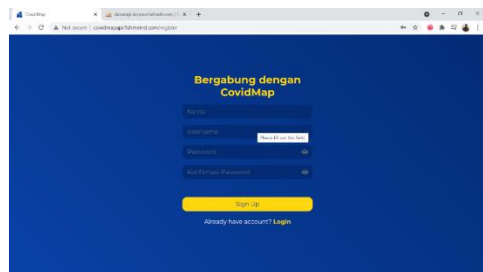 CovidMap
Not secure
Bergabung dengan
CovidMap
Nama
Username
Please fill out this field
Password
Konfirmasi Password
Sign Up
Already have account? Login